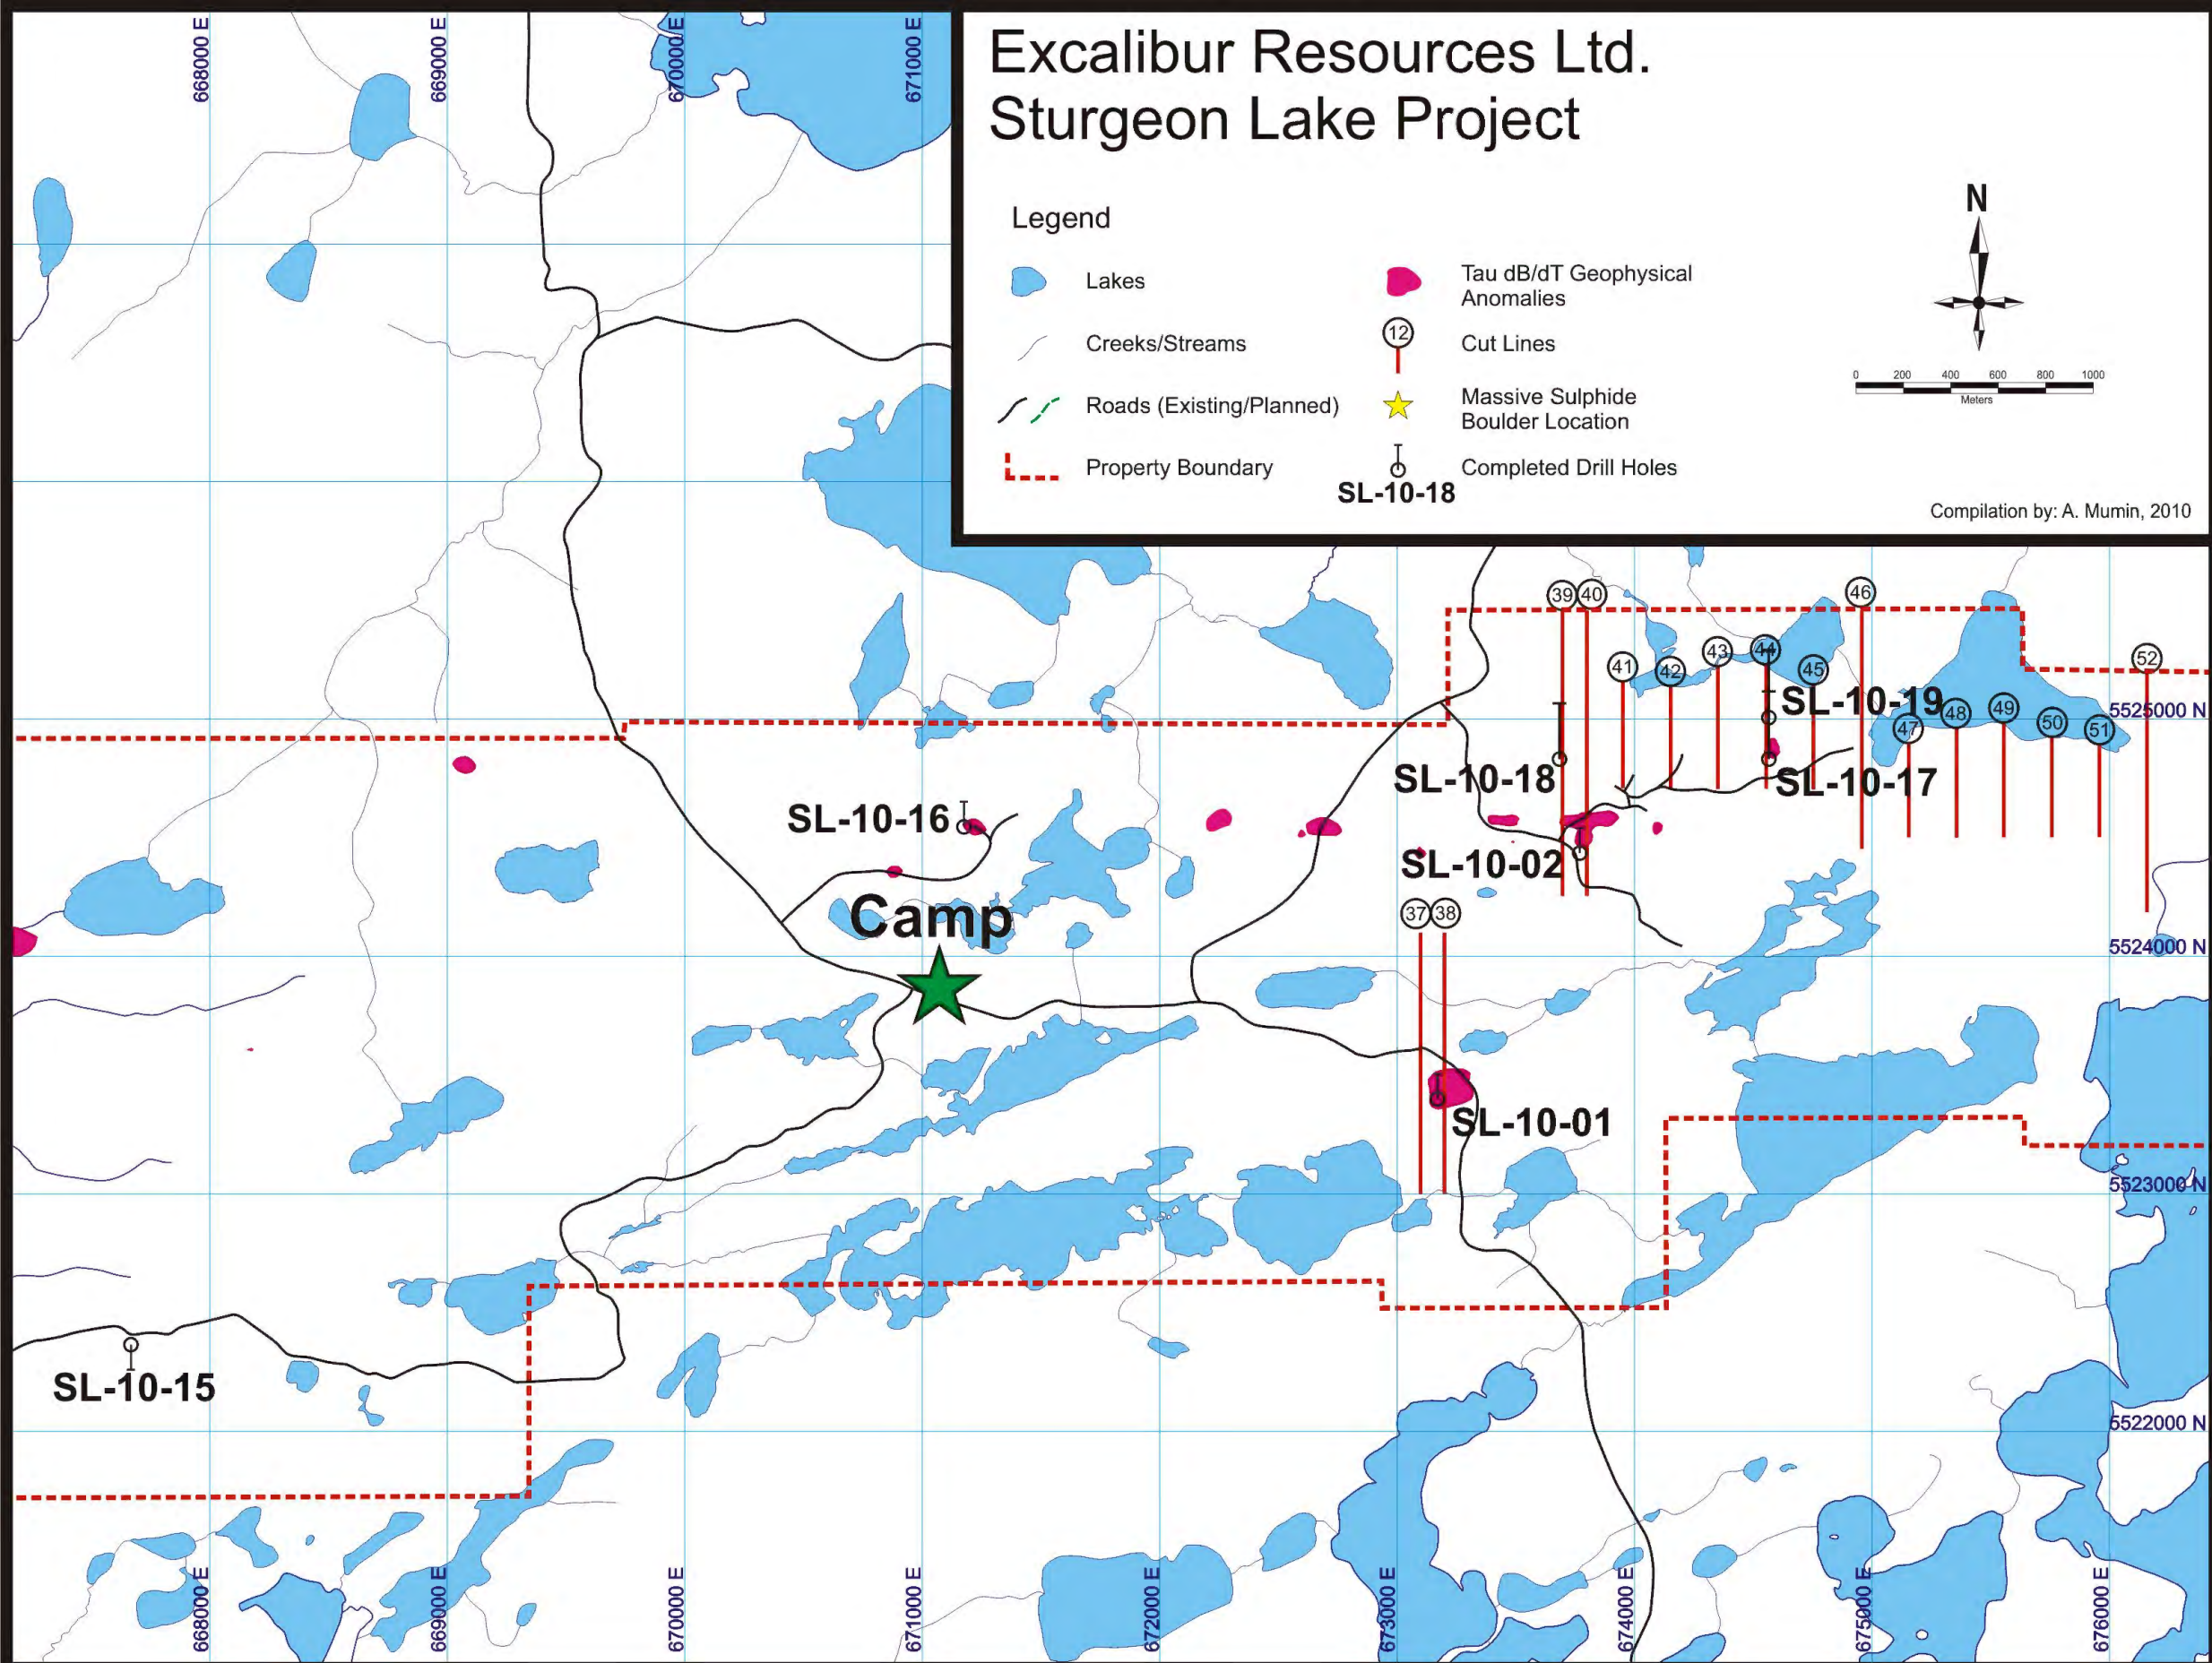 668000 E
669000 E
670000 E
671000 E
Excalibur Resources Ltd.
Sturgeon Lake Project
Legend
Lakes
Creeks/Streams
Roads (Existing/Planned)
Property Boundary
Tau dB/dT Geophysical
Anomalies
12
Cut Lines
Massive Sulphide
Boulder Location
Completed Drill Holes
SL-10-18
N
0 200 400 600 800 1000
Meters
Compilation by: A. Mumin, 2010
39 40
46
41
42
43
44
45
52
SL-10-19
47
48
49
50
51
5525000 N
SL-10-18
SL-10-17
SL-10-16
SL-10-02
Camp
37 38
5524000 N
SL-10-01
5523000 N
SL-10-15
5522000 N
668000 E
669000 E
670000 E
671000 E
672000 E
673000 E
674000 E
675000 E
676000 E